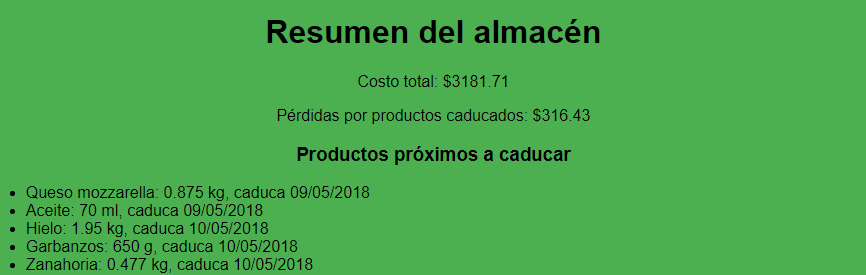 Resumen del almacén
Costo total: $3181.71
Pérdidas por productos caducados: $316.43
Productos próximos a caducar
• Queso mozzarella: 0.875 kg, caduca 09/05/2018
• Aceite: 70 ml, caduca 09/05/2018
• Hielo: 1.95 kg, caduca 10/05/2018
• Garbanzos: 650 g, caduca 10/05/2018
• Zanahoria: 0.477 kg, caduca 10/05/2018